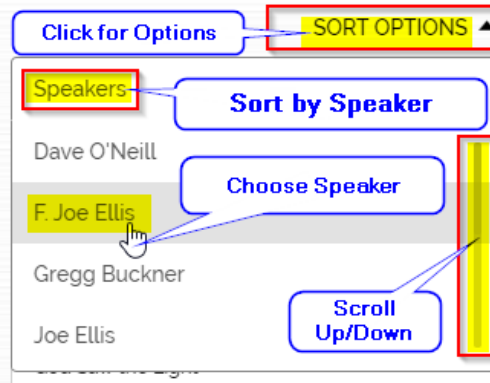 Click for Options
SORT OPTIONS
Speakers
Sort by Speaker
Dave O'Neill
Choose Speaker
F. Joe Ellis
Gregg Buckner
Scroll
Up/Down
Joe Ellis